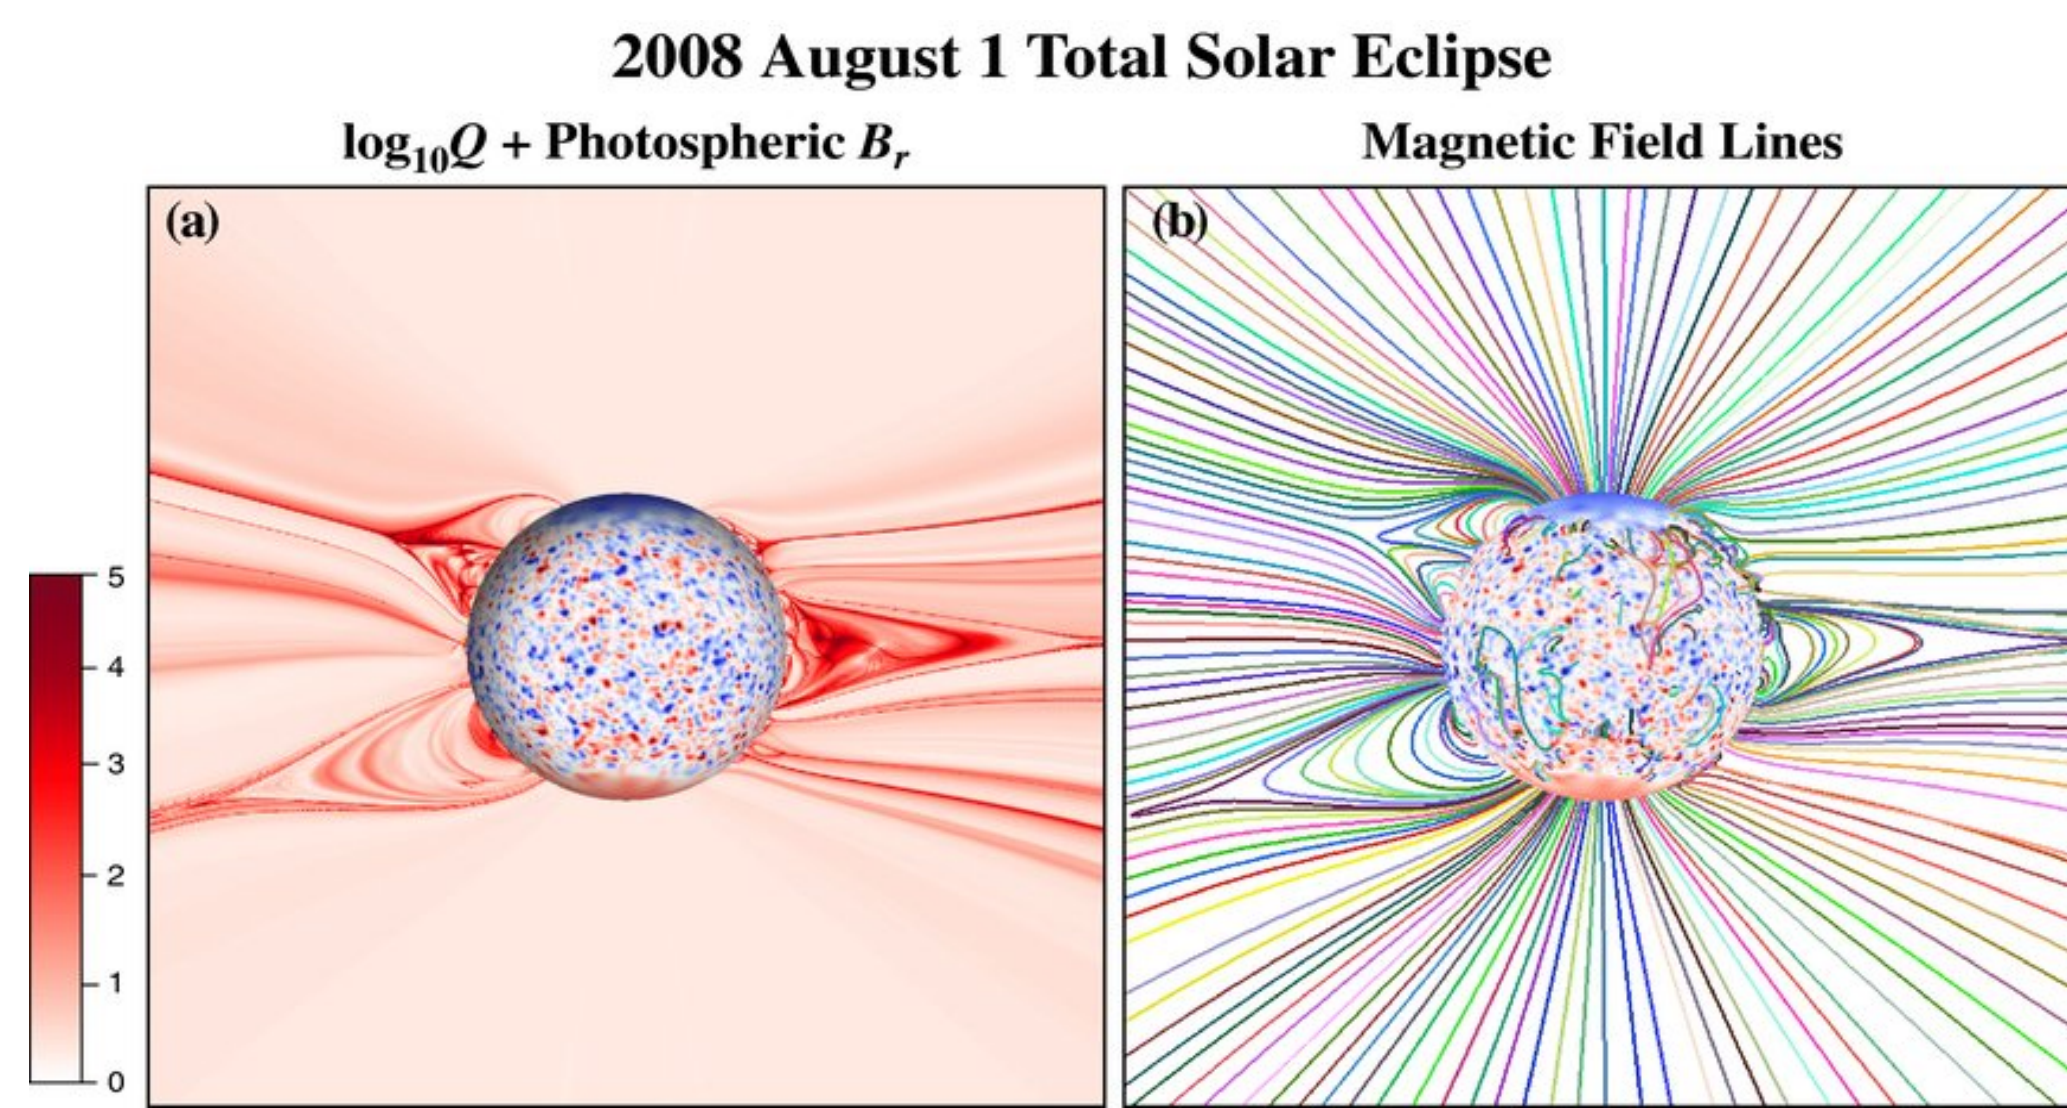 2008 August 1 Total Solar Eclipse
log₁₀Q + Photospheric Bᵣ
Magnetic Field Lines
(a)
(b)
5
4
3
2
1
0